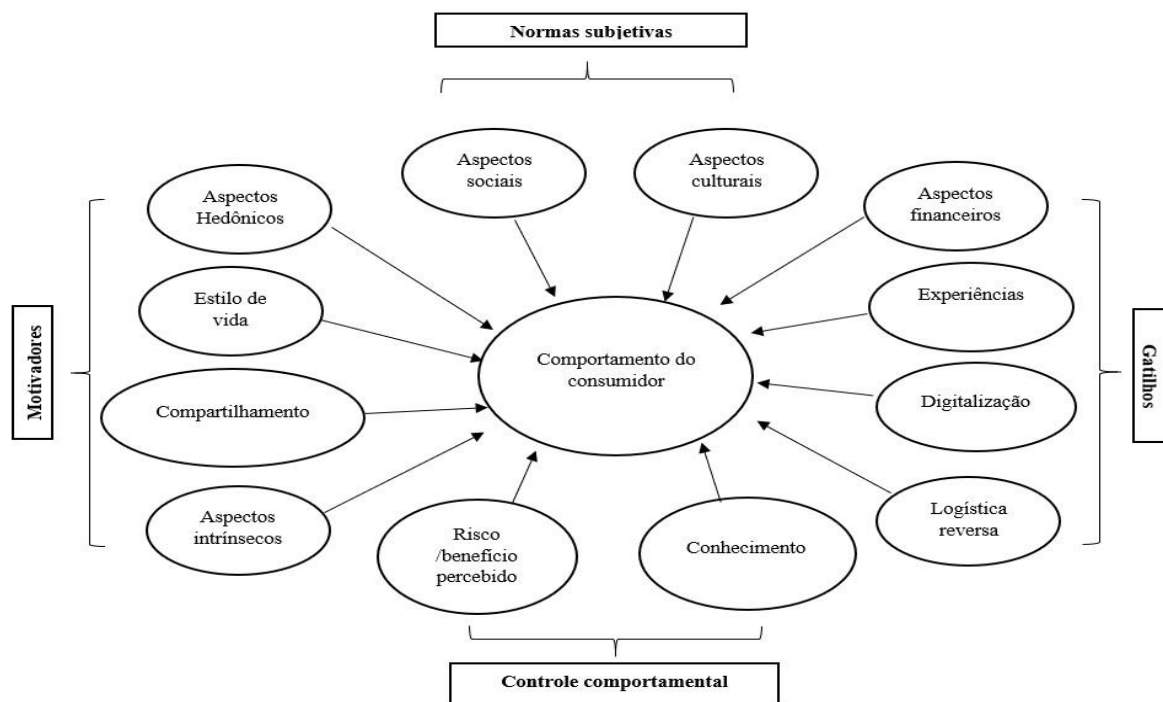 Normas subjetivas
Aspectos
sociais
Aspectos
culturais
Aspectos
Hedônicos
Aspectos
financeiros
Estilo de
vida
Experiências
Motivadores
Comportamento do
consumidor
Gatilhos
Compartilhamento
Digitalização
Aspectos
intrínsecos
Risco
/benefício
percebido
Conhecimento
Logística
reversa
Controle comportamental